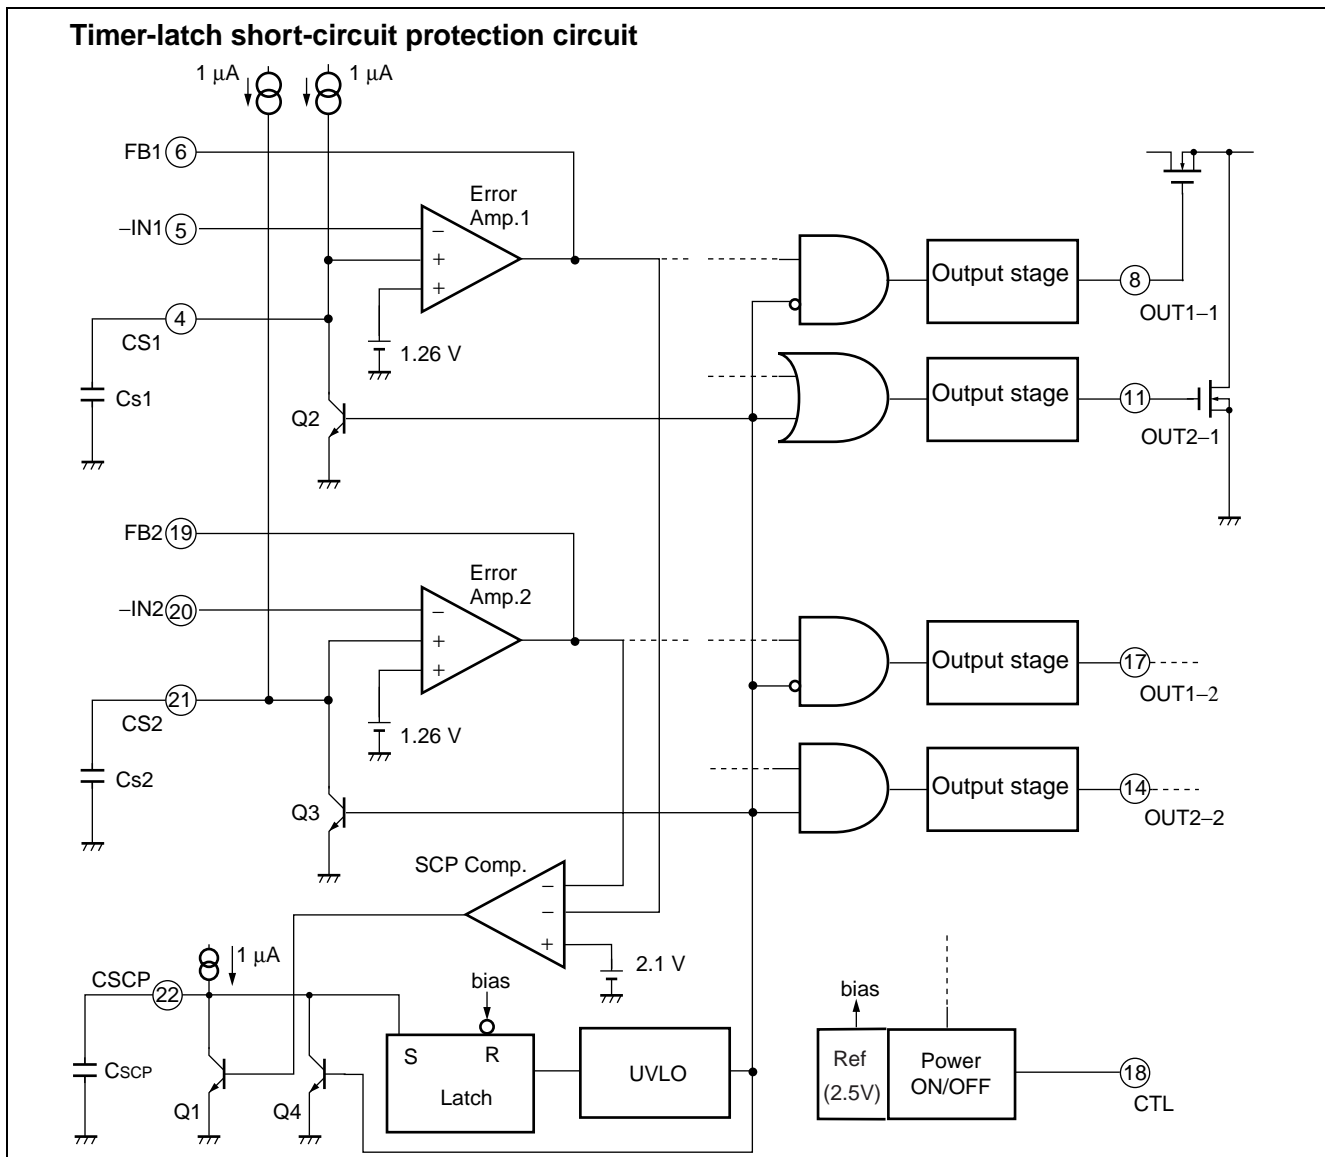 Timer-latch short-circuit protection circuit
1 μA
1 μA
FB1 6
Error
Amp.1
−IN1 5
−
+
+
Output stage
8
OUT1−1
4
CS1
1.26 V
Cs1
Q2
Output stage
11
OUT2−1
FB2 19
Error
Amp.2
−IN2 20
−
+
+
Output stage
17
OUT1−2
21
CS2
1.26 V
Cs2
Q3
Output stage
14
OUT2−2
SCP Comp.
−
−
+
2.1 V
1 μA
CSCP 22
bias
bias
S R
Latch
UVLO
Ref
(2.5V)
Power
ON/OFF
18
CTL
CSCP
Q1
Q4